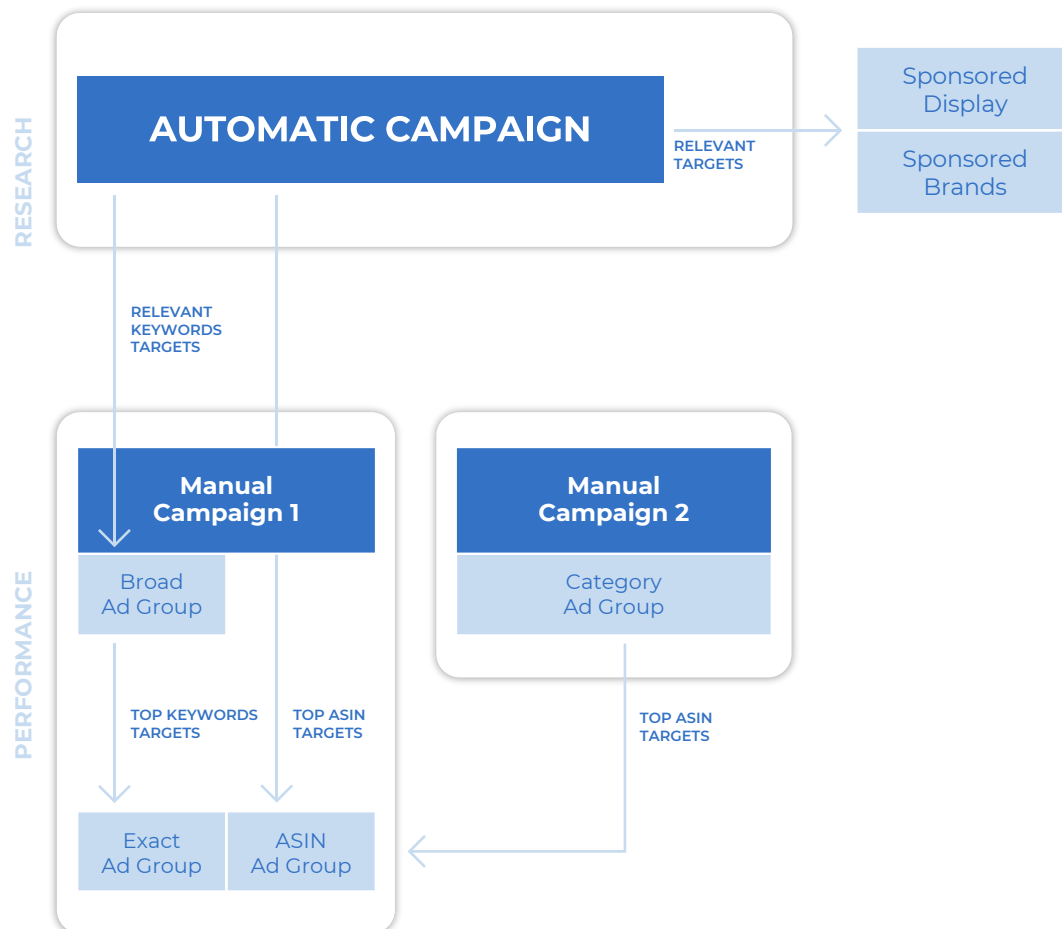 RESEARCH
AUTOMATIC CAMPAIGN
RELEVANT
TARGETS
Sponsored
Display
Sponsored
Brands
RELEVANT
KEYWORDS
TARGETS
PERFORMANCE
Manual
Campaign 1
Broad
Ad Group
TOP KEYWORDS
TARGETS
TOP ASIN
TARGETS
Exact
Ad Group
ASIN
Ad Group
Manual
Campaign 2
Category
Ad Group
TOP ASIN
TARGETS